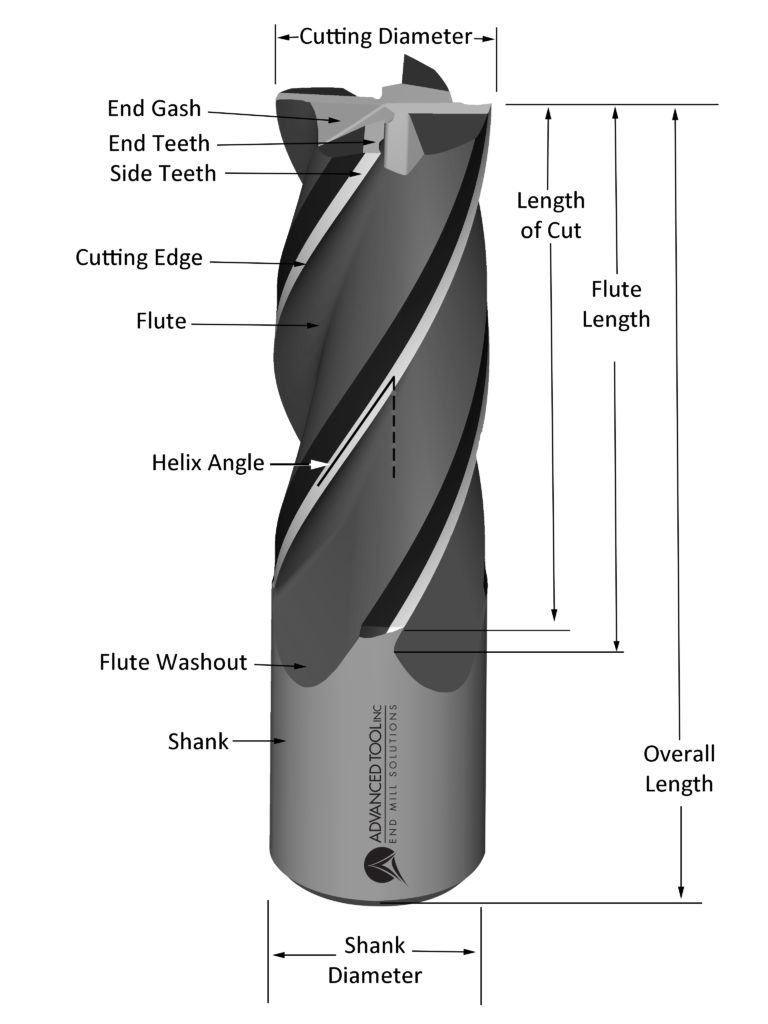 Cutting Diameter
End Gash
End Teeth
Side Teeth
Length
of Cut
Cutting Edge
Flute
Length
Flute
Helix Angle
Flute Washout
ADVANCED TOOL INC
END MILL SOLUTIONS
Shank
Overall
Length
Shank
Diameter